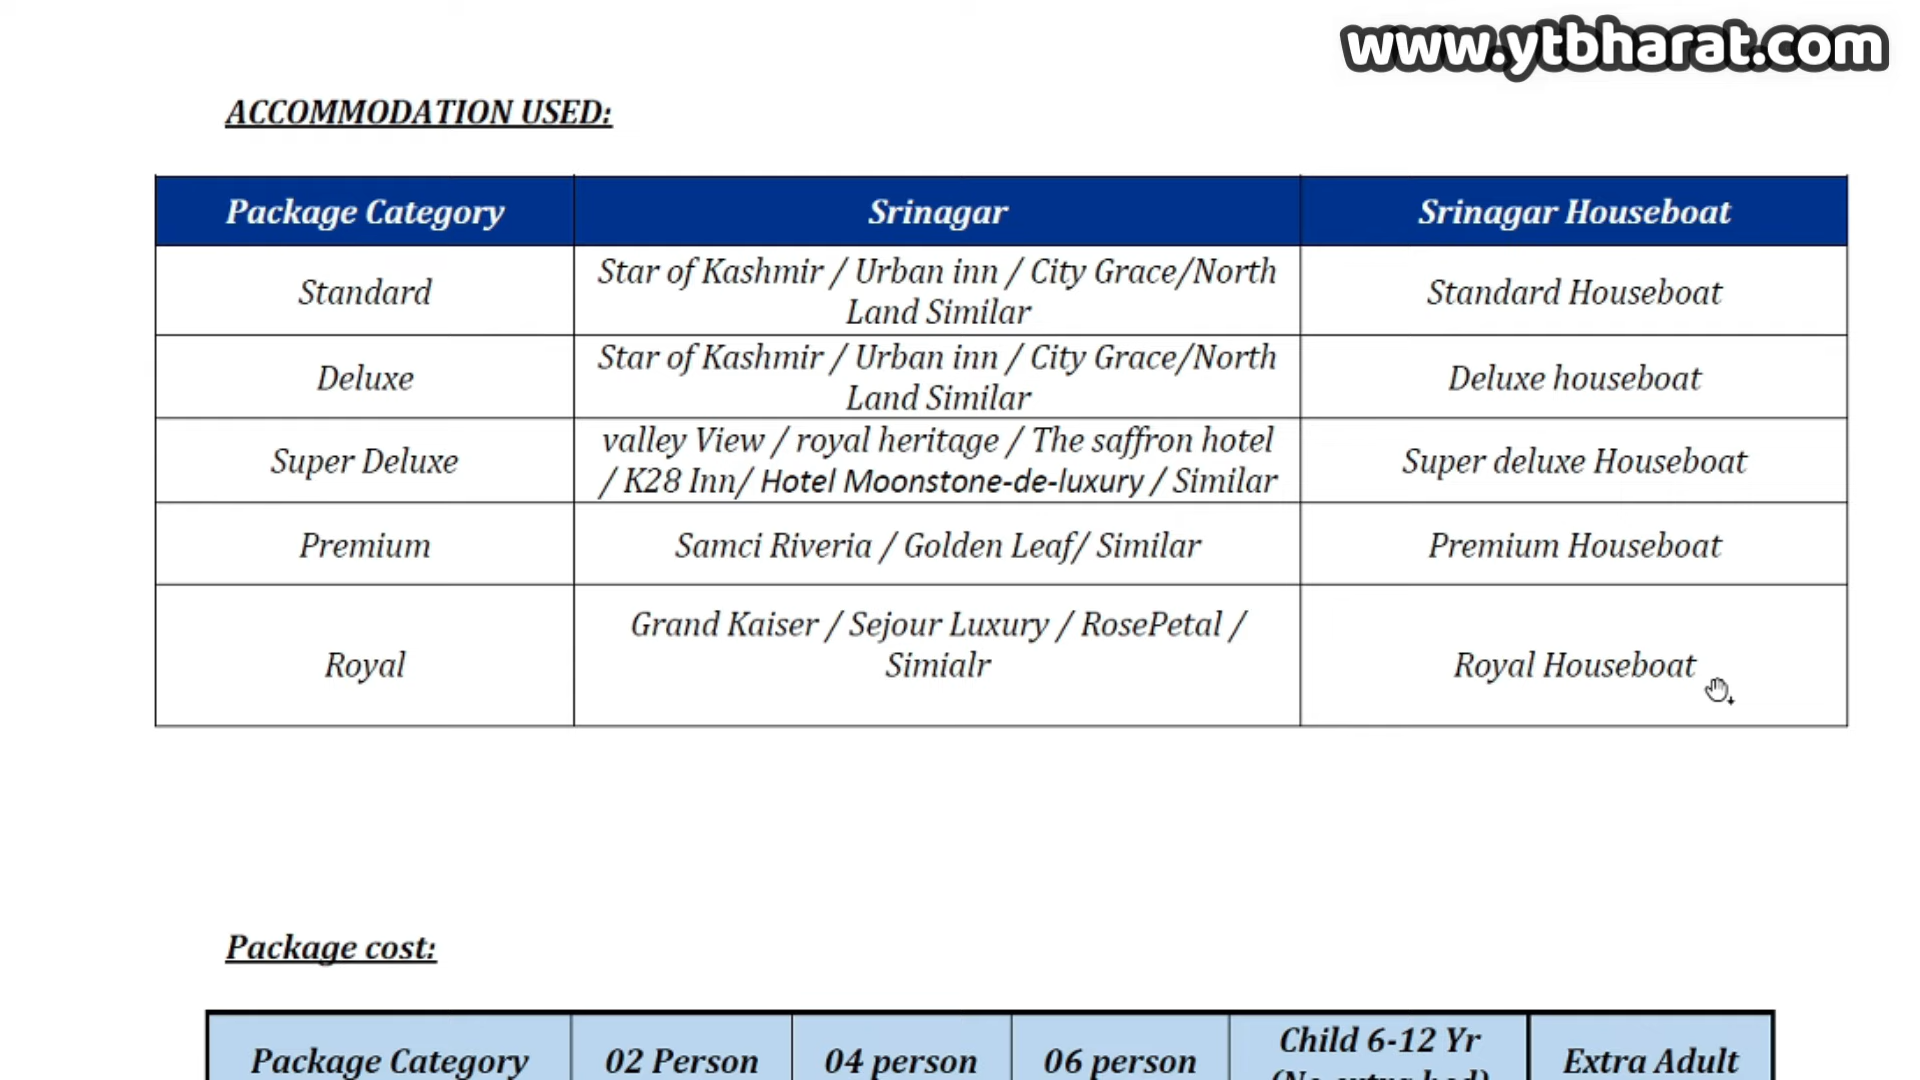 www.ytbharat.com
ACCOMMODATION USED:
Package Category
Srinagar
Srinagar Houseboat
Standard
Star of Kashmir / Urban inn / City Grace/North
Land Similar
Standard Houseboat
Deluxe
Star of Kashmir / Urban inn / City Grace/North
Land Similar
Deluxe houseboat
Super Deluxe
valley View / royal heritage / The saffron hotel
/ K28 Inn/ Hotel Moonstone-de-luxury / Similar
Super deluxe Houseboat
Premium
Samci Riveria / Golden Leaf/ Similar
Premium Houseboat
Royal
Grand Kaiser / Sejour Luxury / RosePetal /
Simialr
Royal Houseboat
Package cost:
Package Category
02 Person
04 person
06 person
Child 6-12 Yr
(No extra bed)
Extra Adult